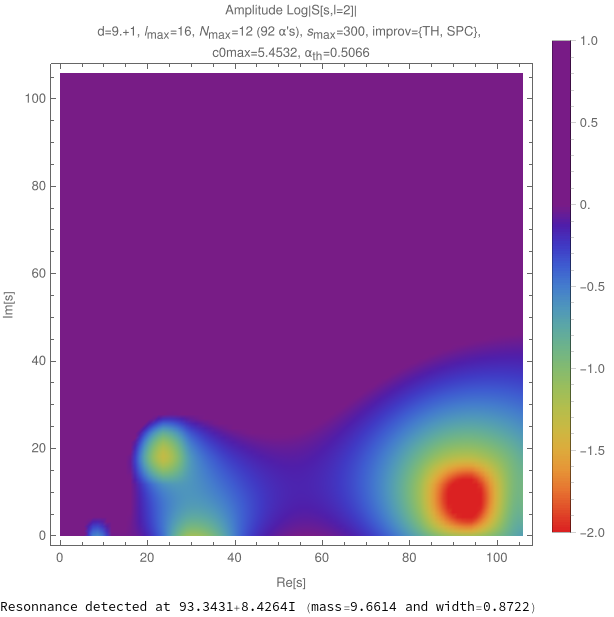 Amplitude Log|S[s,l=2]|
d=9.+1, lmax=16, Nmax=12 (92 α's), smax=300, improv={TH, SPC},
c0max=5.4532, αth=0.5066
1.0
0.5
0.
−0.5
−1.0
−1.5
−2.0
100
80
60
40
20
0
Im[s]
0 20 40 60 80 100
Re[s]
Resonnance detected at 93.3431+8.4264I (mass=9.6614 and width=0.8722)